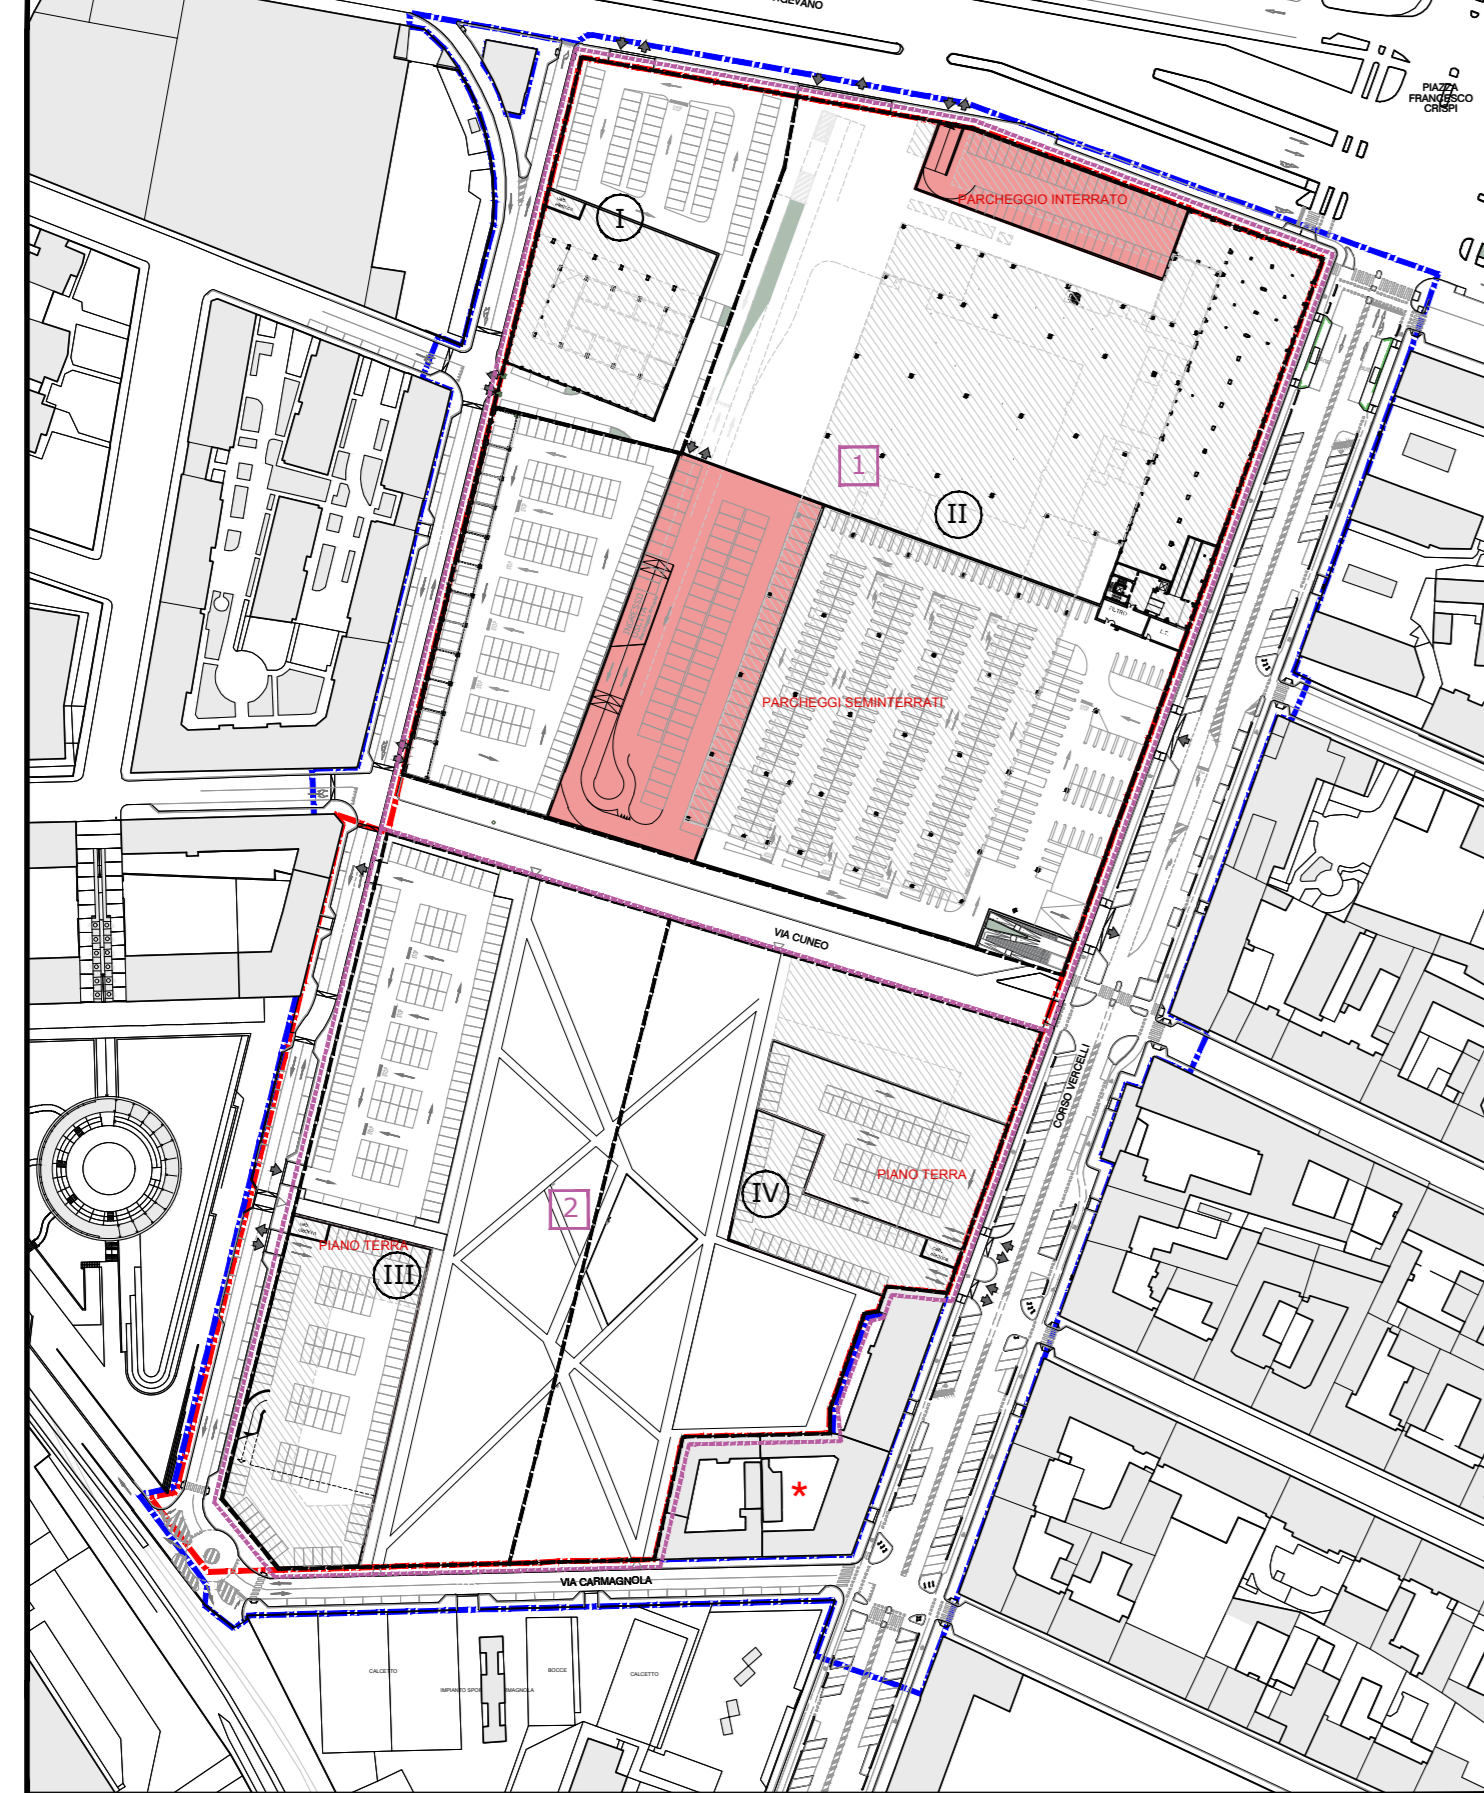 PIAZZA
FRANCESCO
CRISPI
PARCHEGGIO INTERRATO
I
1
II
FILTRO
L.T.
PARCHEGGI SEMINTERRATI
VIA CUNEO
CORSO VERCELLI
PIANO TERRA
IV
2
PIANO TERRA
III
*
VIA CARMAGNOLA
CALCETTO
BOCCE
CALCETTO